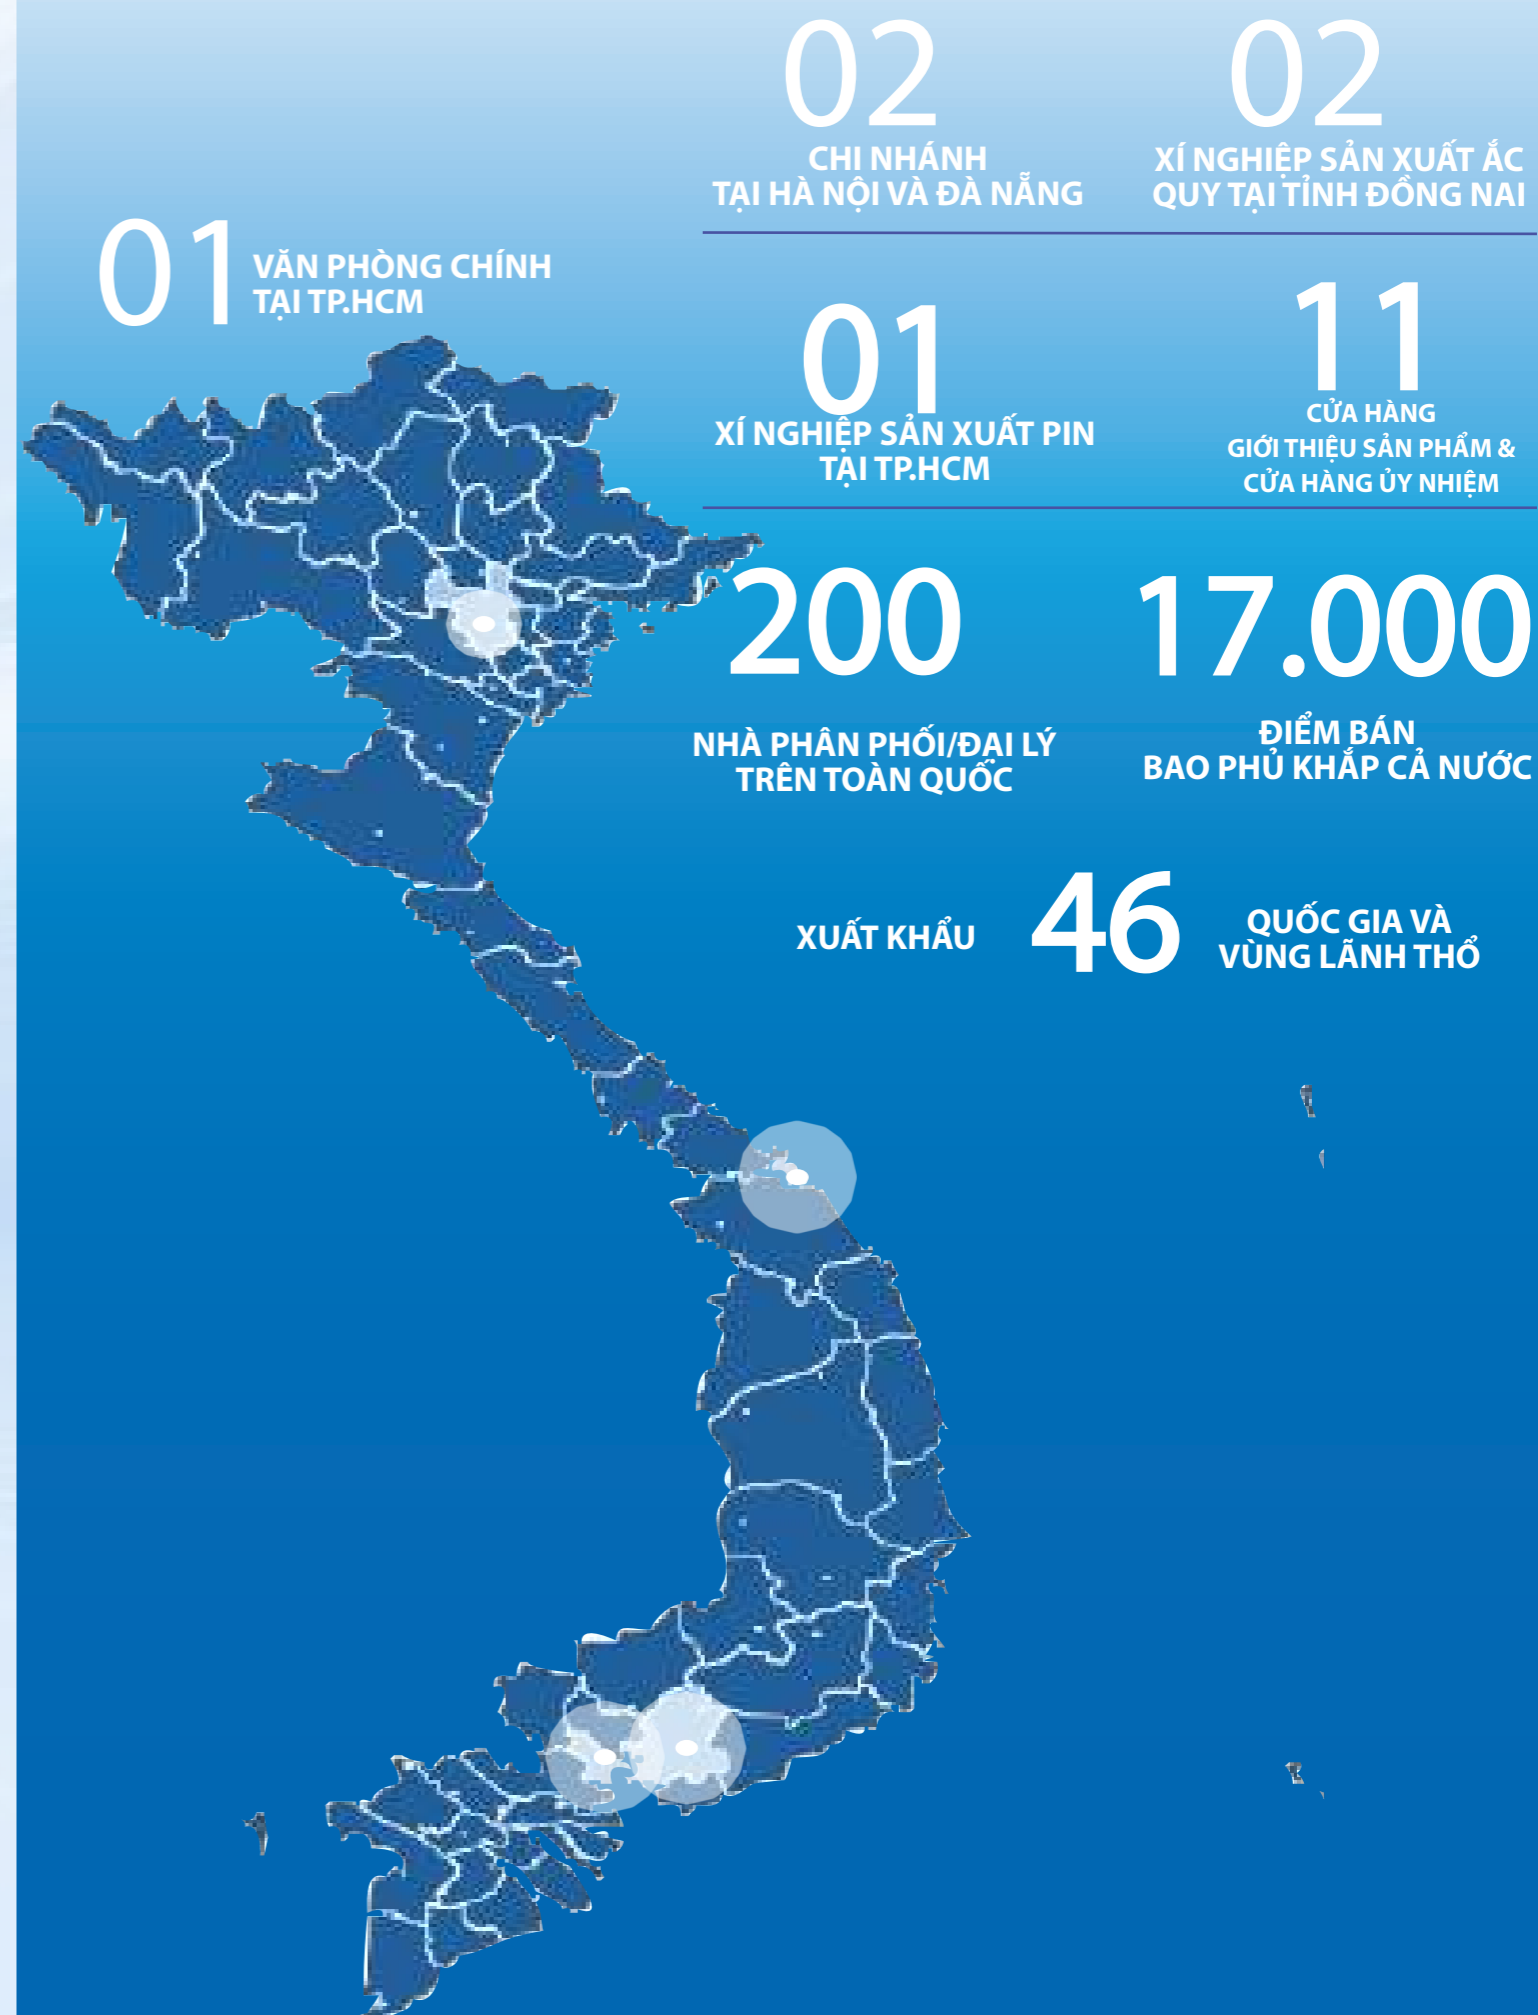 02
CHI NHÁNH
TẠI HÀ NỘI VÀ ĐÀ NẴNG
02
XÍ NGHIỆP SẢN XUẤT ẮC
QUY TẠI TỈNH ĐỒNG NAI
01
VĂN PHÒNG CHÍNH
TẠI TP.HCM
01
XÍ NGHIỆP SẢN XUẤT PIN
TẠI TP.HCM
11
CỬA HÀNG
GIỚI THIỆU SẢN PHẨM &
CỬA HÀNG ỦY NHIỆM
200
NHÀ PHÂN PHỐI/ĐẠI LÝ
TRÊN TOÀN QUỐC
17.000
ĐIỂM BÁN
BAO PHỦ KHẮP CẢ NƯỚC
XUẤT KHẨU
46
QUỐC GIA VÀ
VÙNG LÃNH THỔ